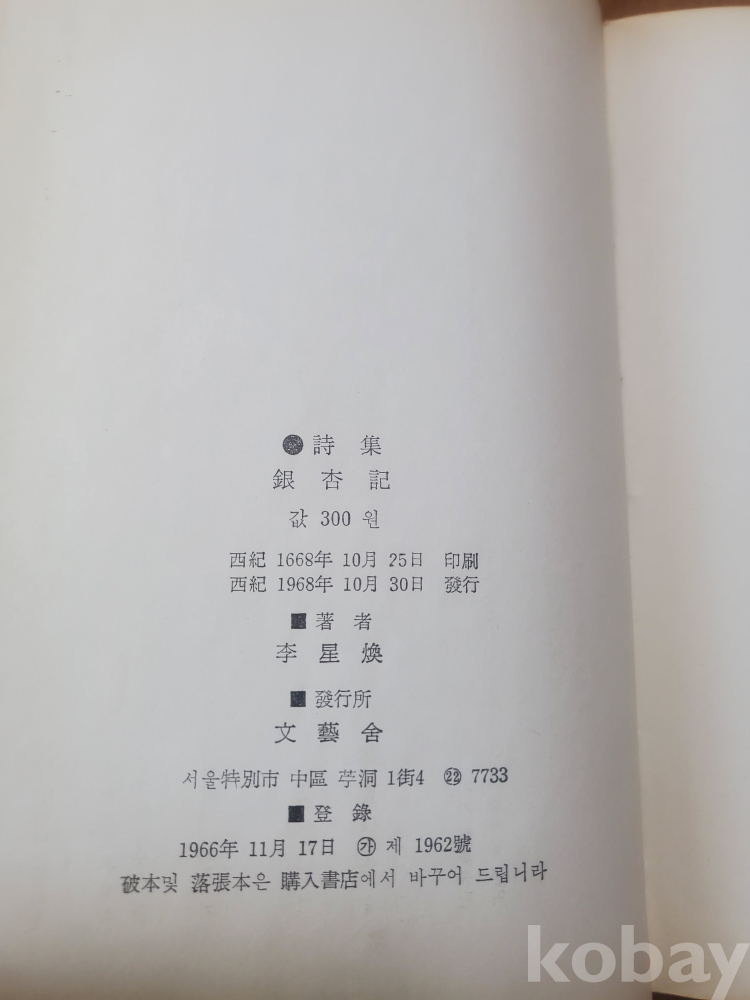 ●詩 集
銀 杏 記
값 300 원
西紀 1668年 10月 25日 印刷
西紀 1968年 10月 30日 發行
■著 者
李 星 煥
■發行所
文 藝 舍
서울特別市 中區 苧洞 1街4 ㉒ 7733
■登 錄
1966年 11月 17日 ㉮ 제 1962號
破本및 落張本은 購入書店에서 바꾸어 드립니라
kobay